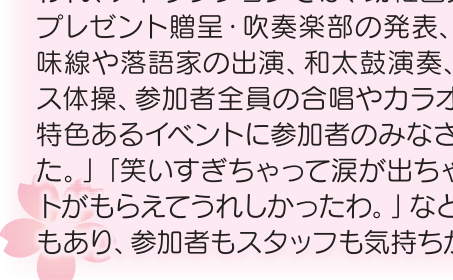 プレゼント贈呈・吹奏楽部の発表、
味線や落語家の出演、和太鼓演奏、
ス体操、参加者全員の合唱やカラオ
特色あるイベントに参加者のみなさ
た。」「笑いすぎちゃって涙が出ちゃ
トがもらえてうれしかったわ。」など
もあり、参加者もスタッフも気持ちが